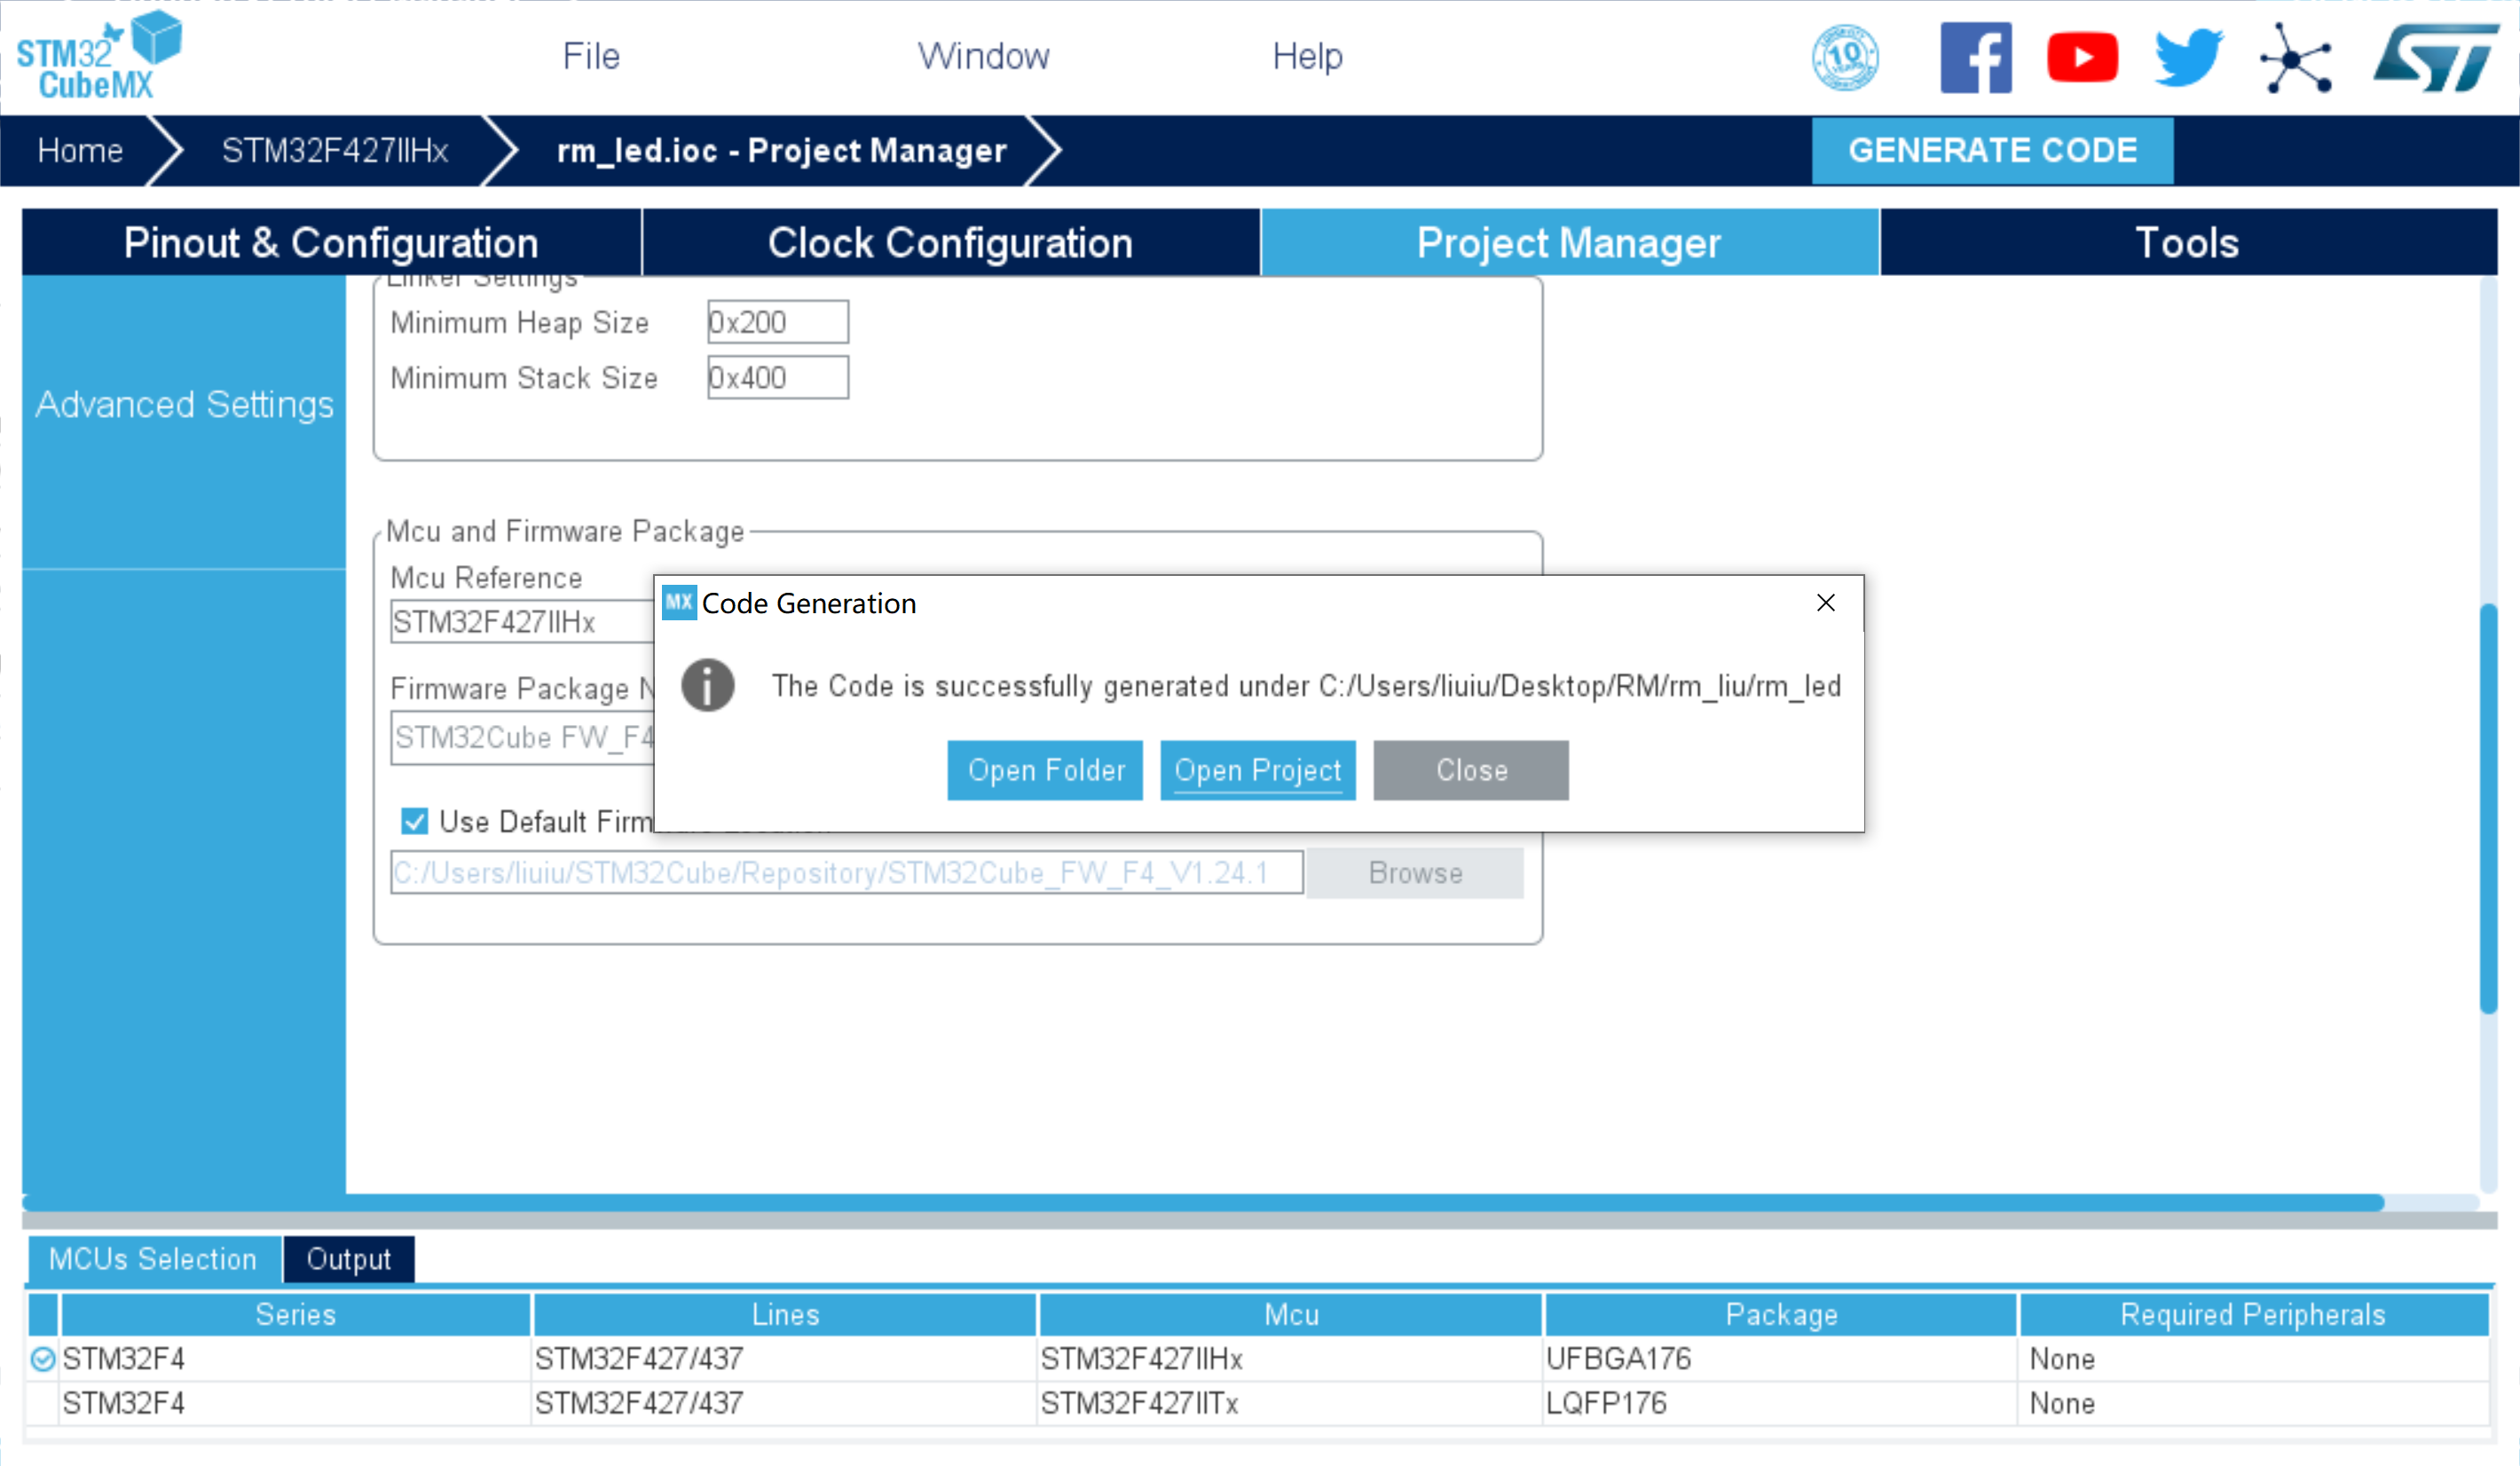 STM32
CubeMX
File
Window
Help
10
Home
STM32F427IIHx
rm_led.ioc - Project Manager
GENERATE CODE
Pinout & Configuration
Clock Configuration
Project Manager
Tools
Advanced Settings
Linker Settings
Minimum Heap Size
0x200
Minimum Stack Size
0x400
Mcu and Firmware Package
Mcu Reference
STM32F427IIHx
Firmware Package N
STM32Cube FW_F4
MX Code Generation
The Code is successfully generated under C:/Users/liuiu/Desktop/RM/rm_liu/rm_led
Open Folder
Open Project
Close
Use Default Firm
C:/Users/liuiu/STM32Cube/Repository/STM32Cube_FW_F4_V1.24.1
Browse
MCUs Selection
Output
Series Lines Mcu Package Required Peripherals
STM32F4 STM32F427/437 STM32F427IIHx UFBGA176 None
STM32F4 STM32F427/437 STM32F427IITx LQFP176 None